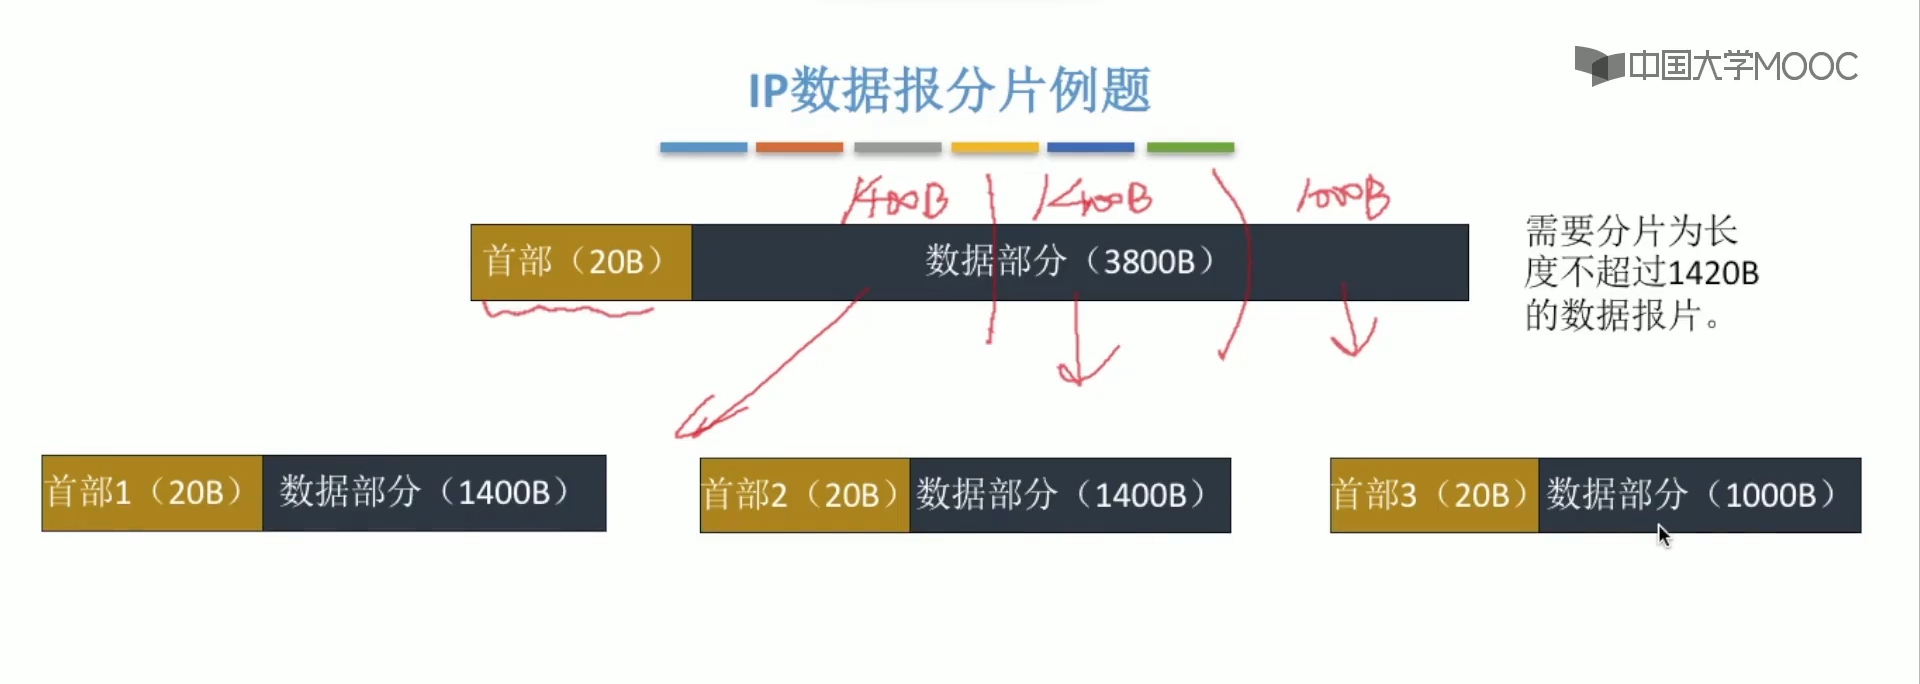 中国大学MOOC
IP数据报分片例题
1400B
1400B
1000B
首部（20B）
数据部分（3800B）
需要分片为长
度不超过1420B
的数据报片。
首部1（20B）
数据部分（1400B）
首部2（20B）
数据部分（1400B）
首部3（20B）
数据部分（1000B）